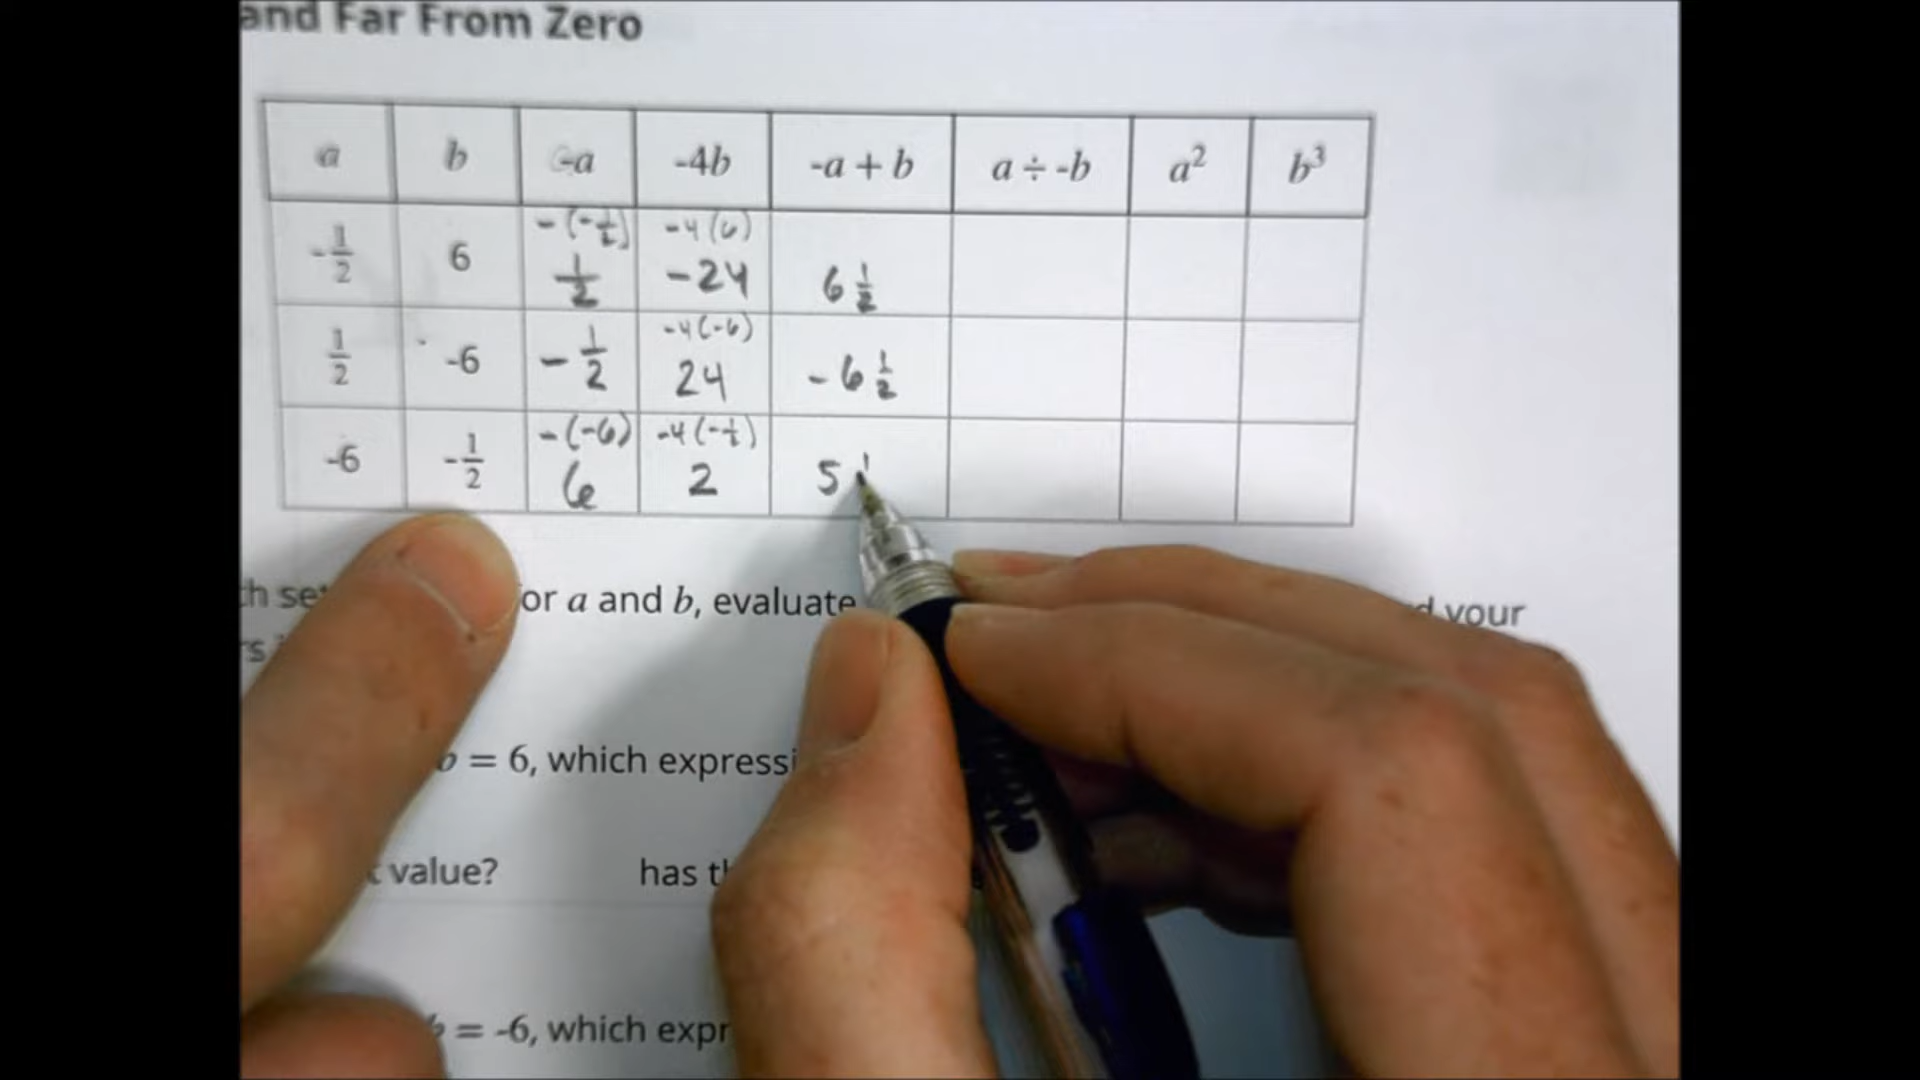 and Far From Zero
a b -a -4b -a + b a ÷ -b a² b³
-(-1/2) -4(6)
-1/2 6 1/2 -24 6 1/2
-4(-6)
1/2 -6 -1/2 24 -6 1/2
-(-6) -4(-1/2)
-6 -1/2 6 2 5 1
or a and b, evaluate your
b = 6, which expressi
value? has th
b = -6, which expr